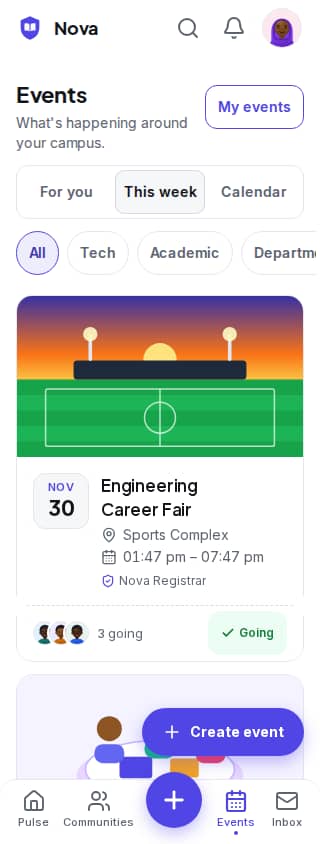 Nova
Events
What's happening around
your campus.
My events
For you
This week
Calendar
All
Tech
Academic
Departme
NOV
30
Engineering
Career Fair
Sports Complex
01:47 pm – 07:47 pm
Nova Registrar
3 going
Going
Create event
Pulse
Communities
Events
Inbox